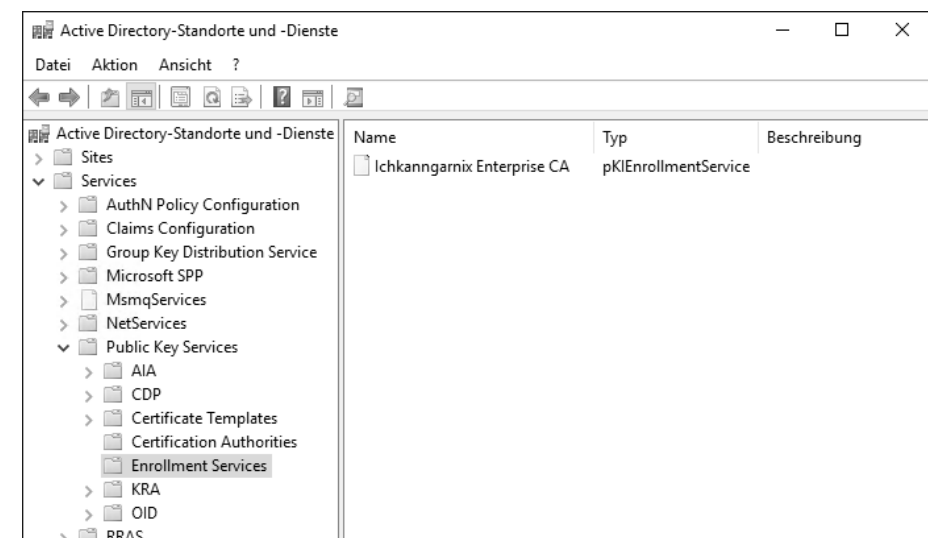 Active Directory-Standorte und -Dienste
Datei Aktion Ansicht ?
Active Directory-Standorte und -Dienste
Sites
Services
AuthN Policy Configuration
Claims Configuration
Group Key Distribution Service
Microsoft SPP
MsmqServices
NetServices
Public Key Services
AIA
CDP
Certificate Templates
Certification Authorities
Enrollment Services
KRA
OID
RRAS
Name Typ Beschreibung
Ichkanngarnix Enterprise CA pKIEnrollmentService